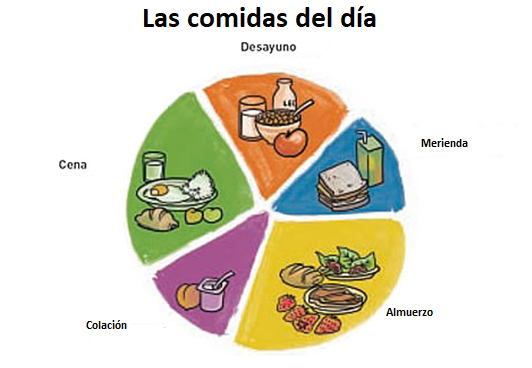 Las comidas del día
Desayuno
Merienda
Cena
Almuerzo
Colación